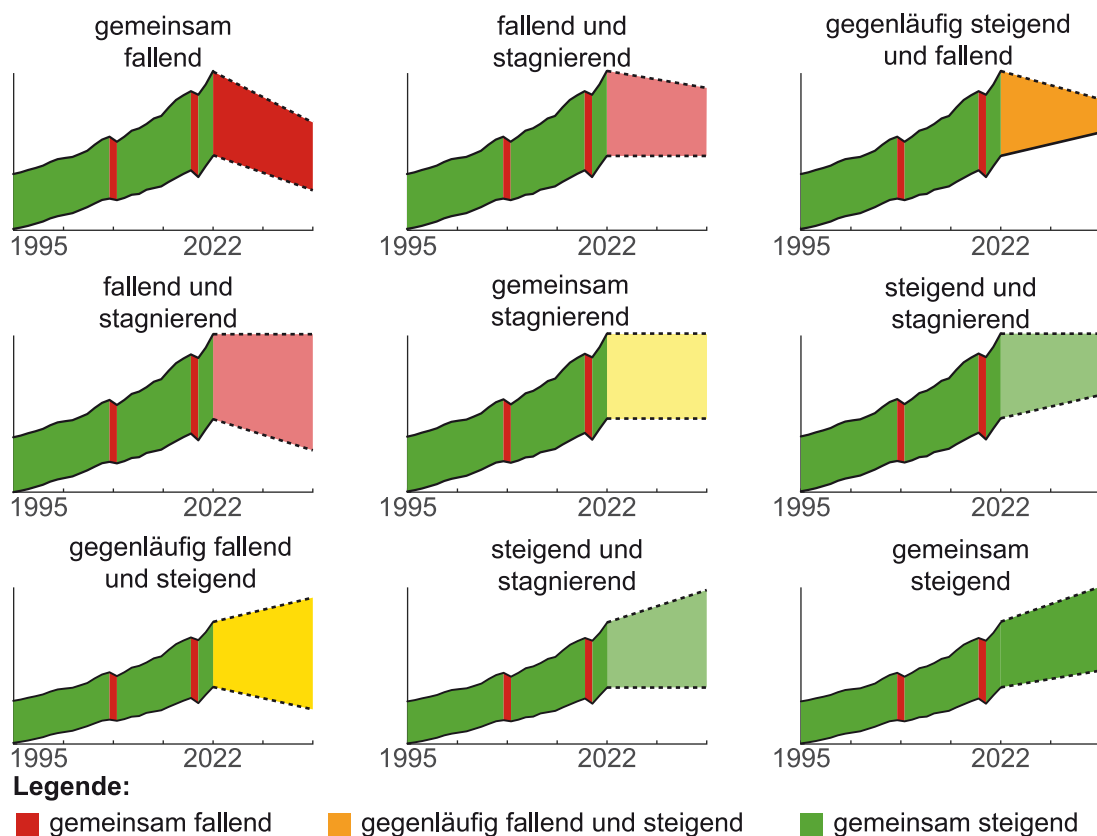 gemeinsam
fallend
fallend und
stagnierend
gegenläufig steigend
und fallend
1995 2022
1995 2022
1995 2022
fallend und
stagnierend
gemeinsam
stagnierend
steigend und
stagnierend
1995 2022
1995 2022
1995 2022
gegenläufig fallend
und steigend
steigend und
stagnierend
gemeinsam
steigend
1995 2022
1995 2022
1995 2022
Legende:
gemeinsam fallend
gegenläufig fallend und steigend
gemeinsam steigend